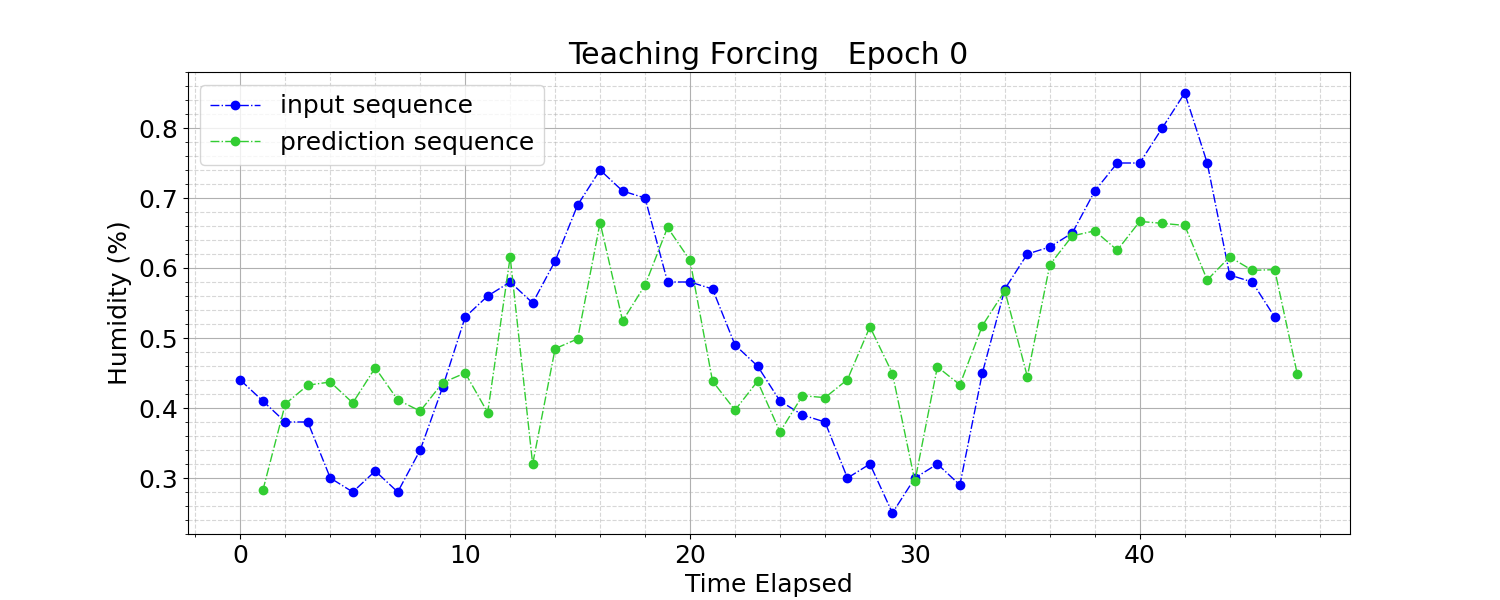 Teaching Forcing   Epoch 0
input sequence
prediction sequence
Humidity (%)
0.8
0.7
0.6
0.5
0.4
0.3
0 10 20 30 40
Time Elapsed